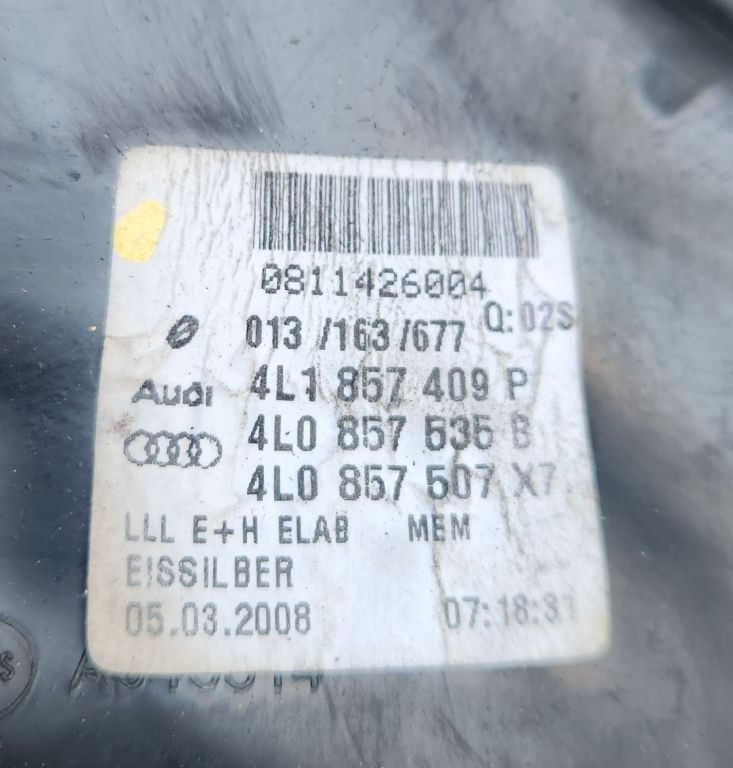 0811426004
013 /163/677 Q:02S
Audi 4L1 857 409 P
4L0 857 535 B
4L0 857 507 X7
LLL E+H ELAB MEM
EISSILBER
05.03.2008 07:18:31